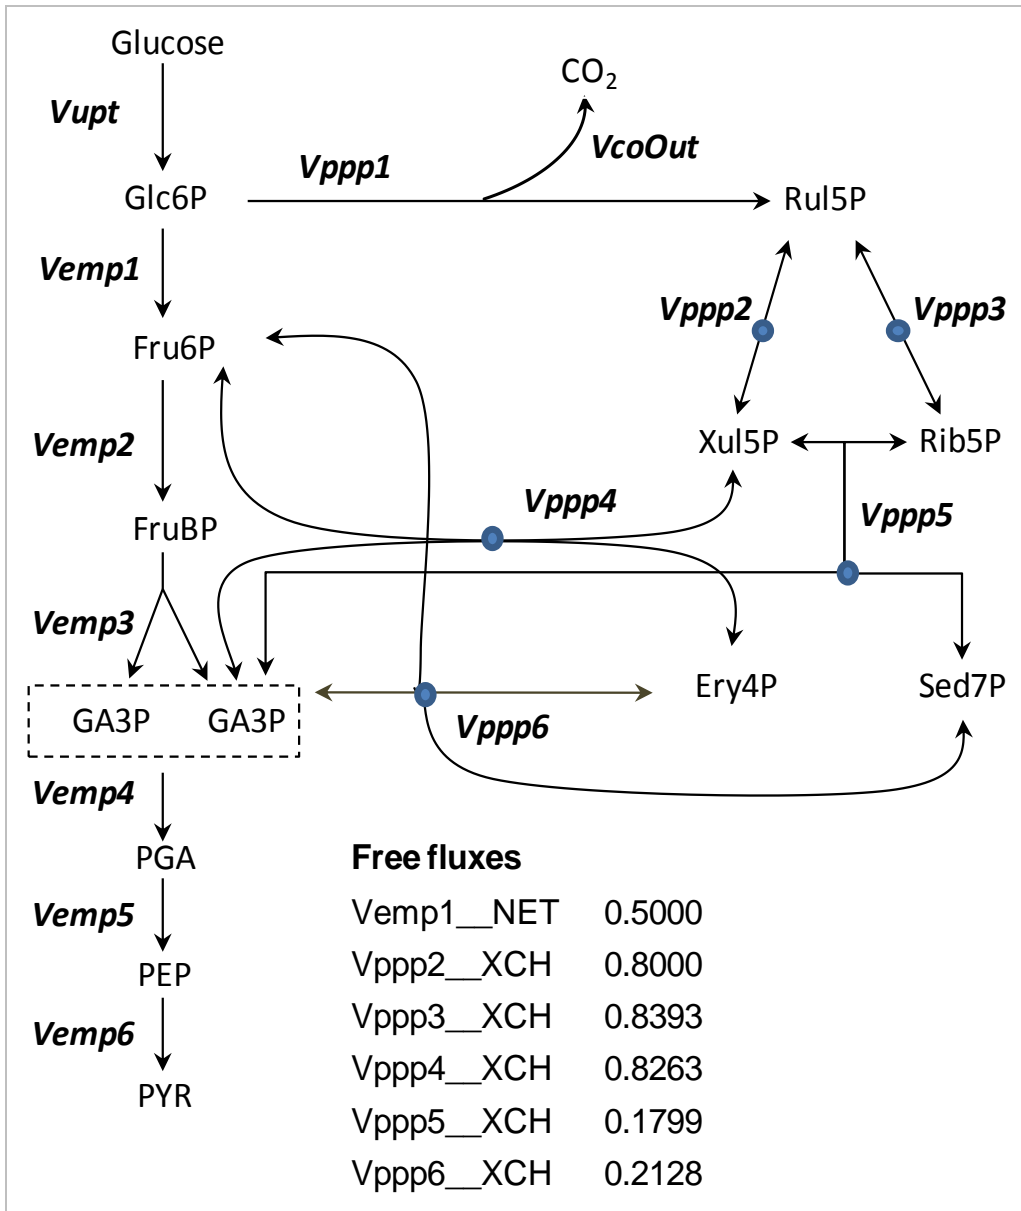 Glucose
CO₂
Vupt
VcoOut
Vppp1
Glc6P
Rul5P
Vemp1
Vppp2
Vppp3
Fru6P
Vemp2
Xul5P
Rib5P
Vppp4
Vppp5
FruBP
Vemp3
Ery4P
Sed7P
GA3P GA3P
Vppp6
Vemp4
PGA
Free fluxes
Vemp5
Vemp1__NET 0.5000
Vppp2__XCH 0.8000
PEP
Vppp3__XCH 0.8393
Vemp6
Vppp4__XCH 0.8263
PYR
Vppp5__XCH 0.1799
Vppp6__XCH 0.2128